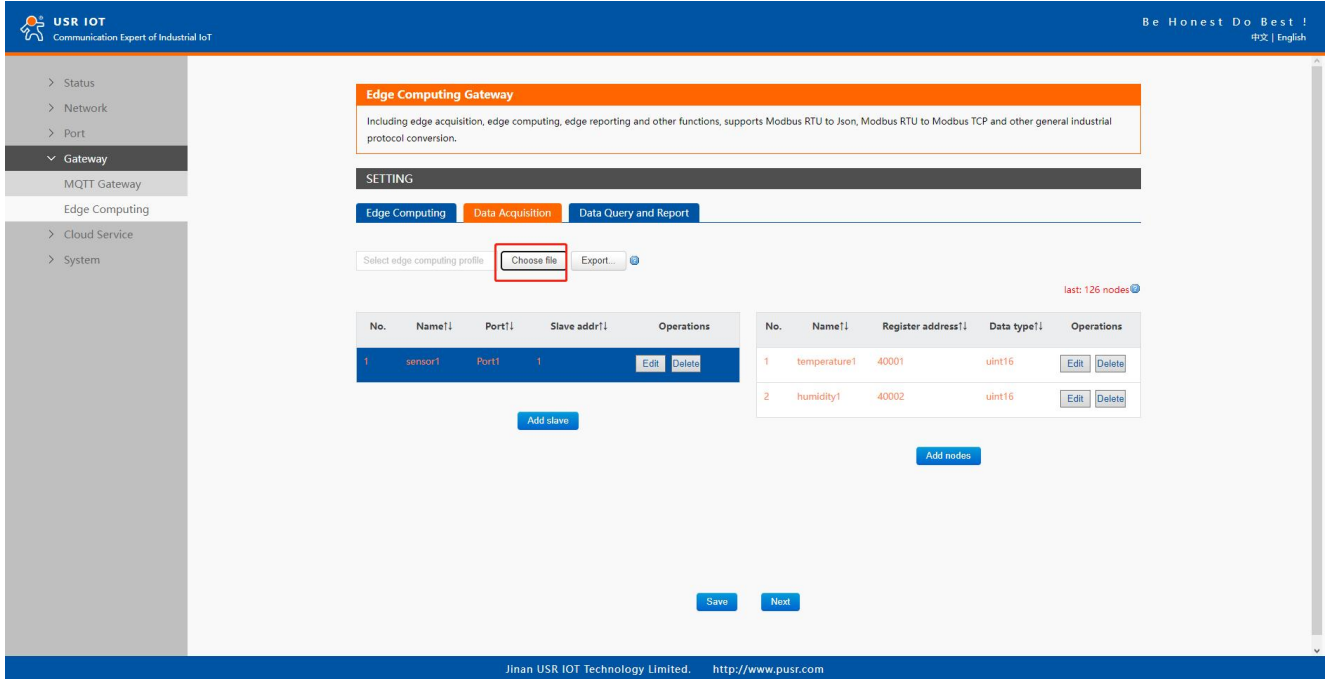 USR IOT
Communication Expert of Industrial IoT
Be Honest Do Best !
中文 | English
Status
Network
Port
Gateway
MQTT Gateway
Edge Computing
Cloud Service
System
Edge Computing Gateway
Including edge acquisition, edge computing, edge reporting and other functions, supports Modbus RTU to Json, Modbus RTU to Modbus TCP and other general industrial
protocol conversion.
SETTING
Edge Computing Data Acquisition Data Query and Report
Select edge computing profile Choose file Export...
last: 126 nodes
No. Name↑↓ Port↑↓ Slave addr↑↓ Operations
1 sensor1 Port1 1 Edit Delete
Add slave
No. Name↑↓ Register address↑↓ Data type↑↓ Operations
1 temperature1 40001 uint16 Edit Delete
2 humidity1 40002 uint16 Edit Delete
Add nodes
Save Next
Jinan USR IOT Technology Limited. http://www.pusr.com